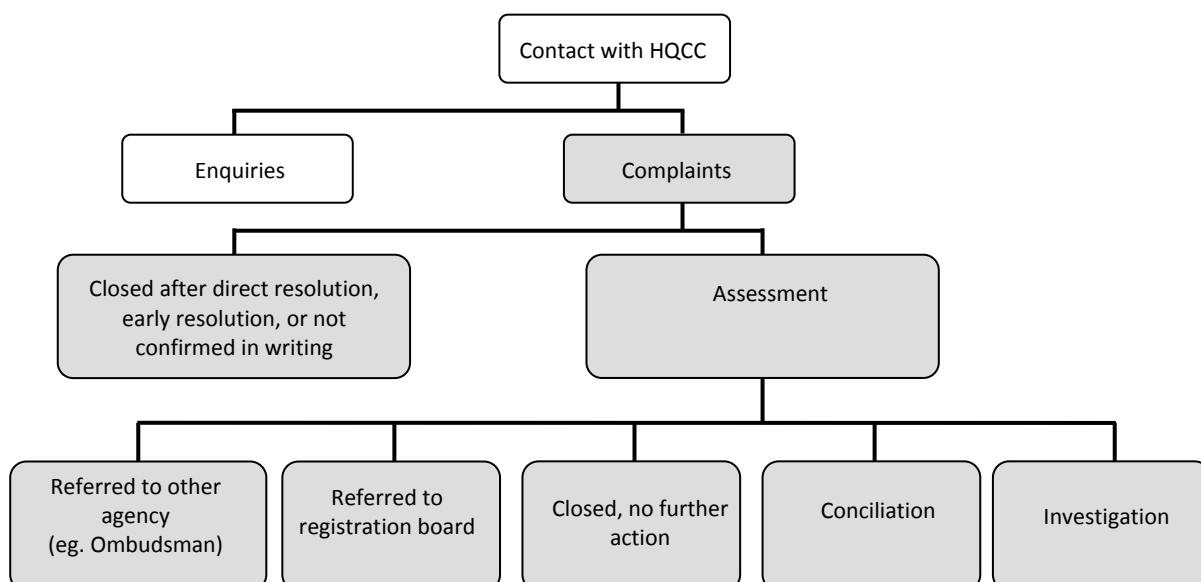 Contact with HQCC
Enquiries
Complaints
Closed after direct resolution,
early resolution, or not
confirmed in writing
Assessment
Referred to other
agency
(eg. Ombudsman)
Referred to
registration board
Closed, no further
action
Conciliation
Investigation